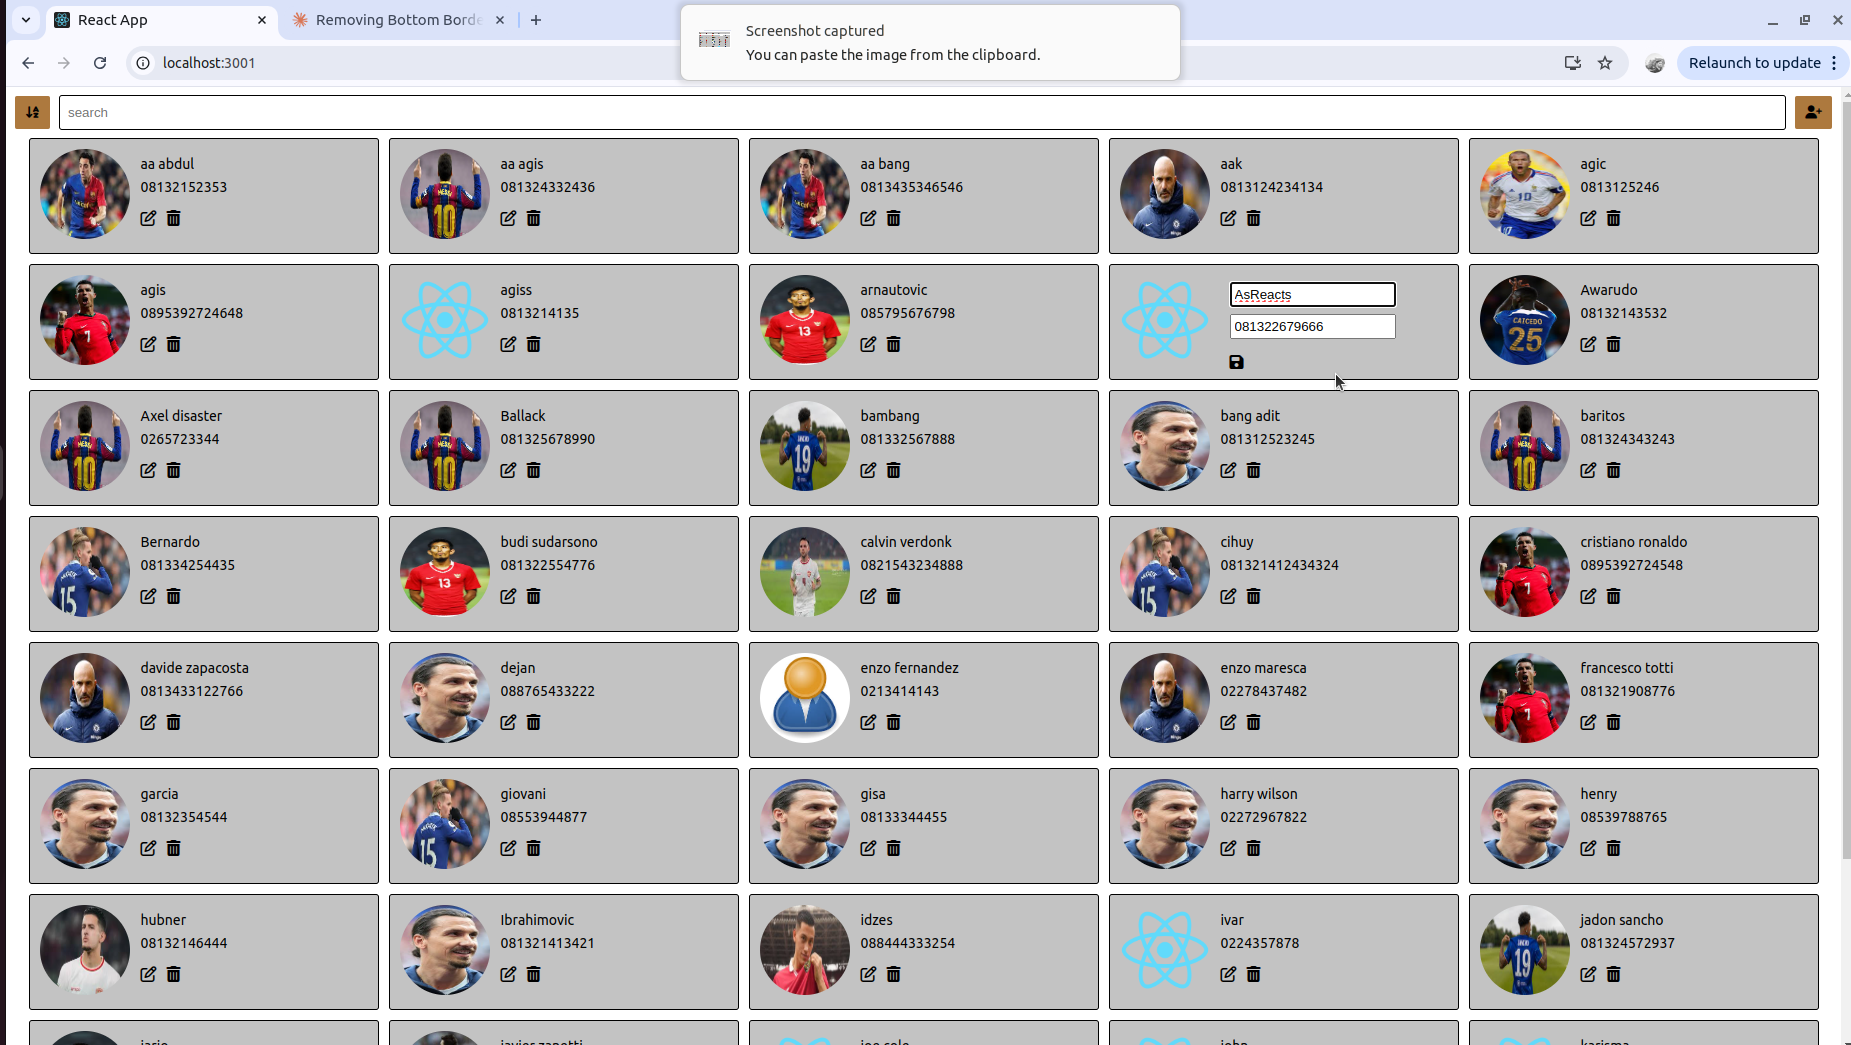 React App
Removing Bottom Borde
Screenshot captured
You can paste the image from the clipboard.
localhost:3001
Relaunch to update
search
aa abdul
08132152353
aa agis
081324332436
aa bang
0813435346546
aak
0813124234134
agic
0813125246
agis
0895392724648
agiss
0813214135
arnautovic
085795676798
AsReacts
081322679666
Awarudo
08132143532
Axel disaster
0265723344
Ballack
081325678990
bambang
081332567888
bang adit
081312523245
baritos
081324343243
Bernardo
081334254435
budi sudarsono
081322554776
calvin verdonk
0821543234888
cihuy
081321412434324
cristiano ronaldo
0895392724548
davide zapacosta
0813433122766
dejan
088765433222
enzo fernandez
0213414143
enzo maresca
02278437482
francesco totti
081321908776
garcia
08132354544
giovani
08553944877
gisa
08133344455
harry wilson
02272967822
henry
08539788765
hubner
08132146444
Ibrahimovic
081321413421
idzes
088444333254
ivar
0224357878
jadon sancho
081324572937